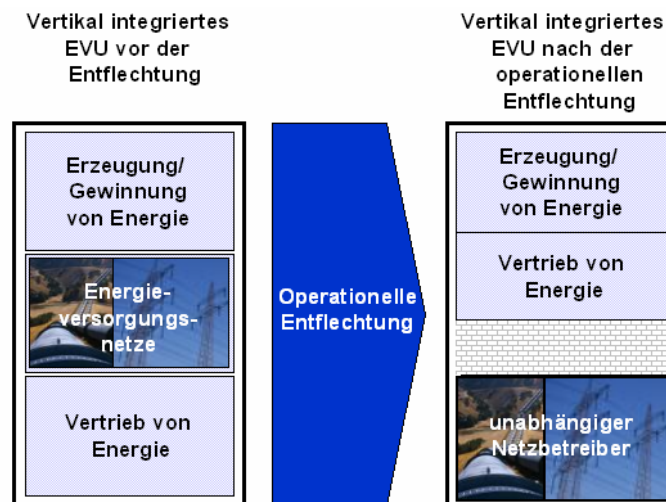 Vertikal integriertes
EVU vor der
Entflechtung
Erzeugung/
Gewinnung
von Energie
Energie-
versorgungs-
netze
Vertrieb von
Energie
Operationelle
Entflechtung
Vertikal integriertes
EVU nach der
operationellen
Entflechtung
Erzeugung/
Gewinnung
von Energie
Vertrieb von
Energie
unabhängiger
Netzbetreiber